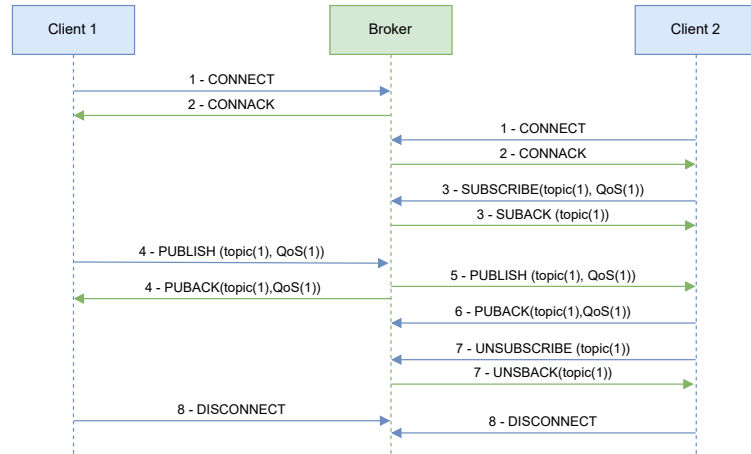 Client 1
Broker
Client 2
1 - CONNECT
2 - CONNACK
1 - CONNECT
2 - CONNACK
3 - SUBSCRIBE(topic(1), QoS(1))
3 - SUBACK (topic(1))
4 - PUBLISH (topic(1), QoS(1))
5 - PUBLISH (topic(1), QoS(1))
4 - PUBACK(topic(1),QoS(1))
6 - PUBACK(topic(1),QoS(1))
7 - UNSUBSCRIBE (topic(1))
7 - UNSBACK(topic(1))
8 - DISCONNECT
8 - DISCONNECT